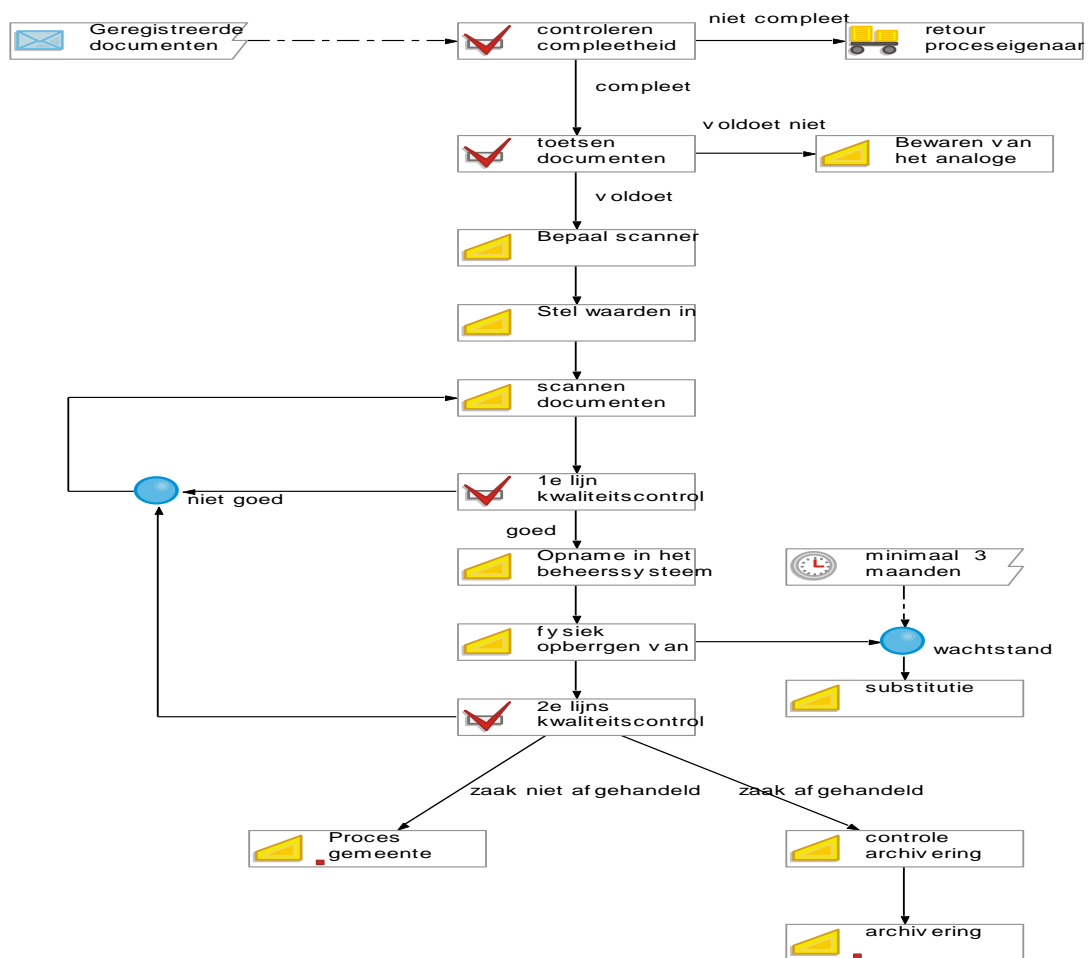 Geregistreerde
documenten
controleren
compleetheid
niet compleet
retour
proceseigenaar
compleet
toetsen
documenten
voldoet niet
Bewaren van
het analoge
voldoet
Bepaal scanner
Stel waarden in
scannen
documenten
1e lijn
kwaliteitscontrol
niet goed
goed
Opname in het
beheerssysteem
minimaal 3
maanden
fysiek
opberrgen van
wachtstand
substitutie
2e lijns
kwaliteitscontrol
zaak niet afgehandeld
zaak afgehandeld
Proces
gemeente
controle
archivering
archivering